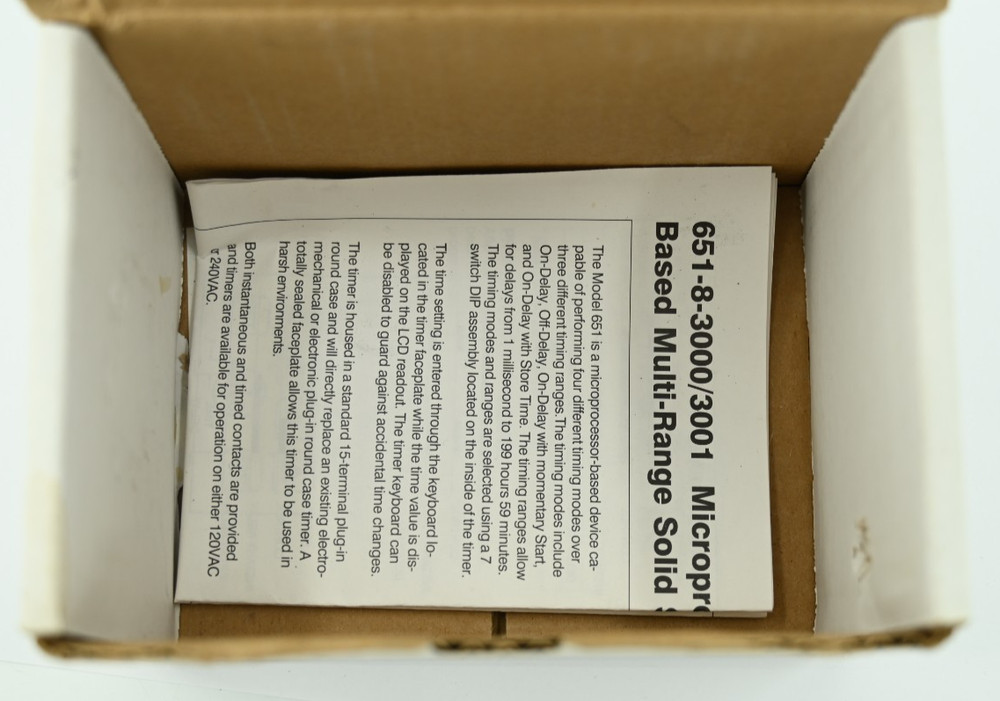 651-8-3000/3001 Micropr
Based Multi-Range Solid
The Model 651 is a microprocessor-based device ca-
pable of performing four different timing modes over
three different timing ranges. The timing modes include
On-Delay, Off-Delay, On-Delay with momentary Start,
and On-Delay with Store Time. The timing ranges allow
for delays from 1 millisecond to 199 hours 59 minutes.
The timing modes and ranges are selected using a 7
switch DIP assembly located on the inside of the timer.
The time setting is entered through the keyboard lo-
cated in the timer faceplate while the time value is dis-
played on the LCD readout. The timer keyboard can
be disabled to guard against accidental time changes.
The timer is housed in a standard 15-terminal plug-in
round case and will directly replace an existing electro-
mechanical or electronic plug-in round case timer. A
totally sealed faceplate allows this timer to be used in
harsh environments.
Both instantaneous and timed contacts are provided
and timers are available for operation on either 120VAC
240VAC.